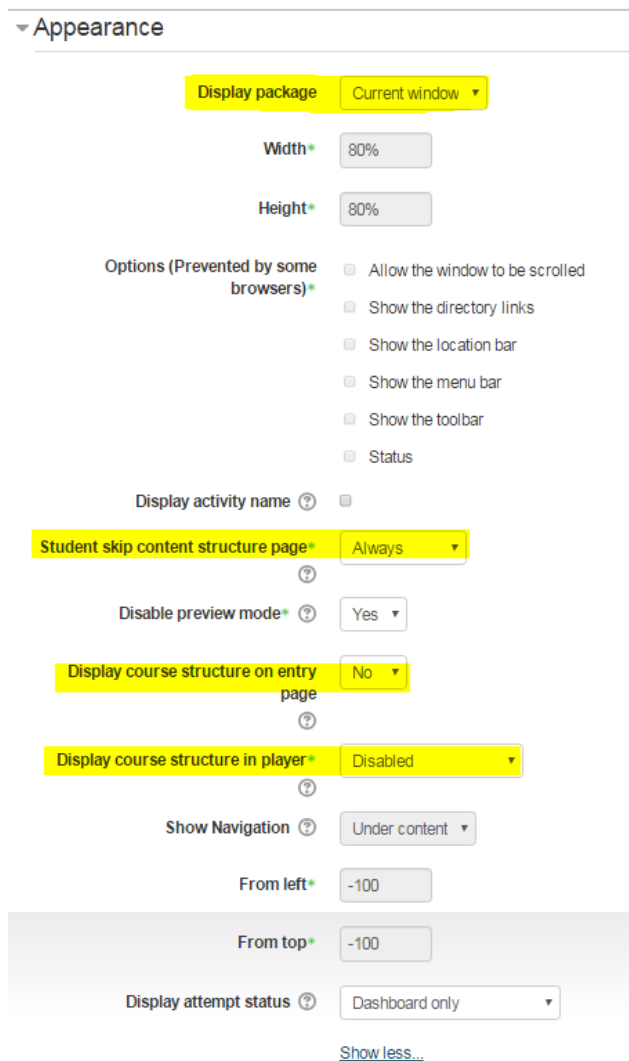 Appearance
Display package Current window
Width* 80%
Height* 80%
Options (Prevented by some
browsers)*
Allow the window to be scrolled
Show the directory links
Show the location bar
Show the menu bar
Show the toolbar
Status
Display activity name ?
Student skip content structure page* Always
?
Disable preview mode* ? Yes
Display course structure on entry No
page
?
Display course structure in player* Disabled
?
Show Navigation ? Under content
From left* -100
From top* -100
Display attempt status ? Dashboard only
Show less...